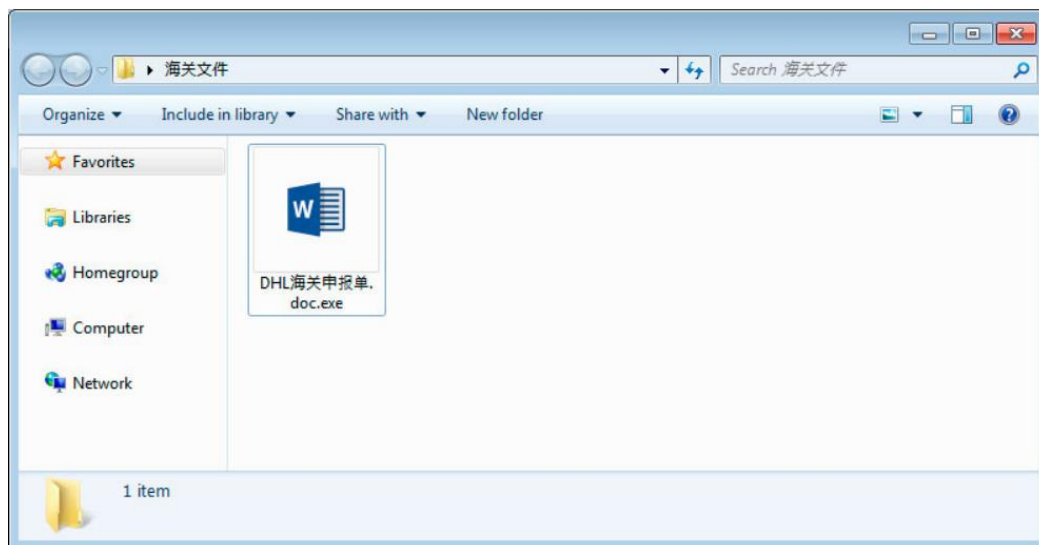 海关文件
Search 海关文件
Organize
Include in library
Share with
New folder
Favorites
Libraries
Homegroup
Computer
Network
W
DHL海关申报单.
doc.exe
1 item